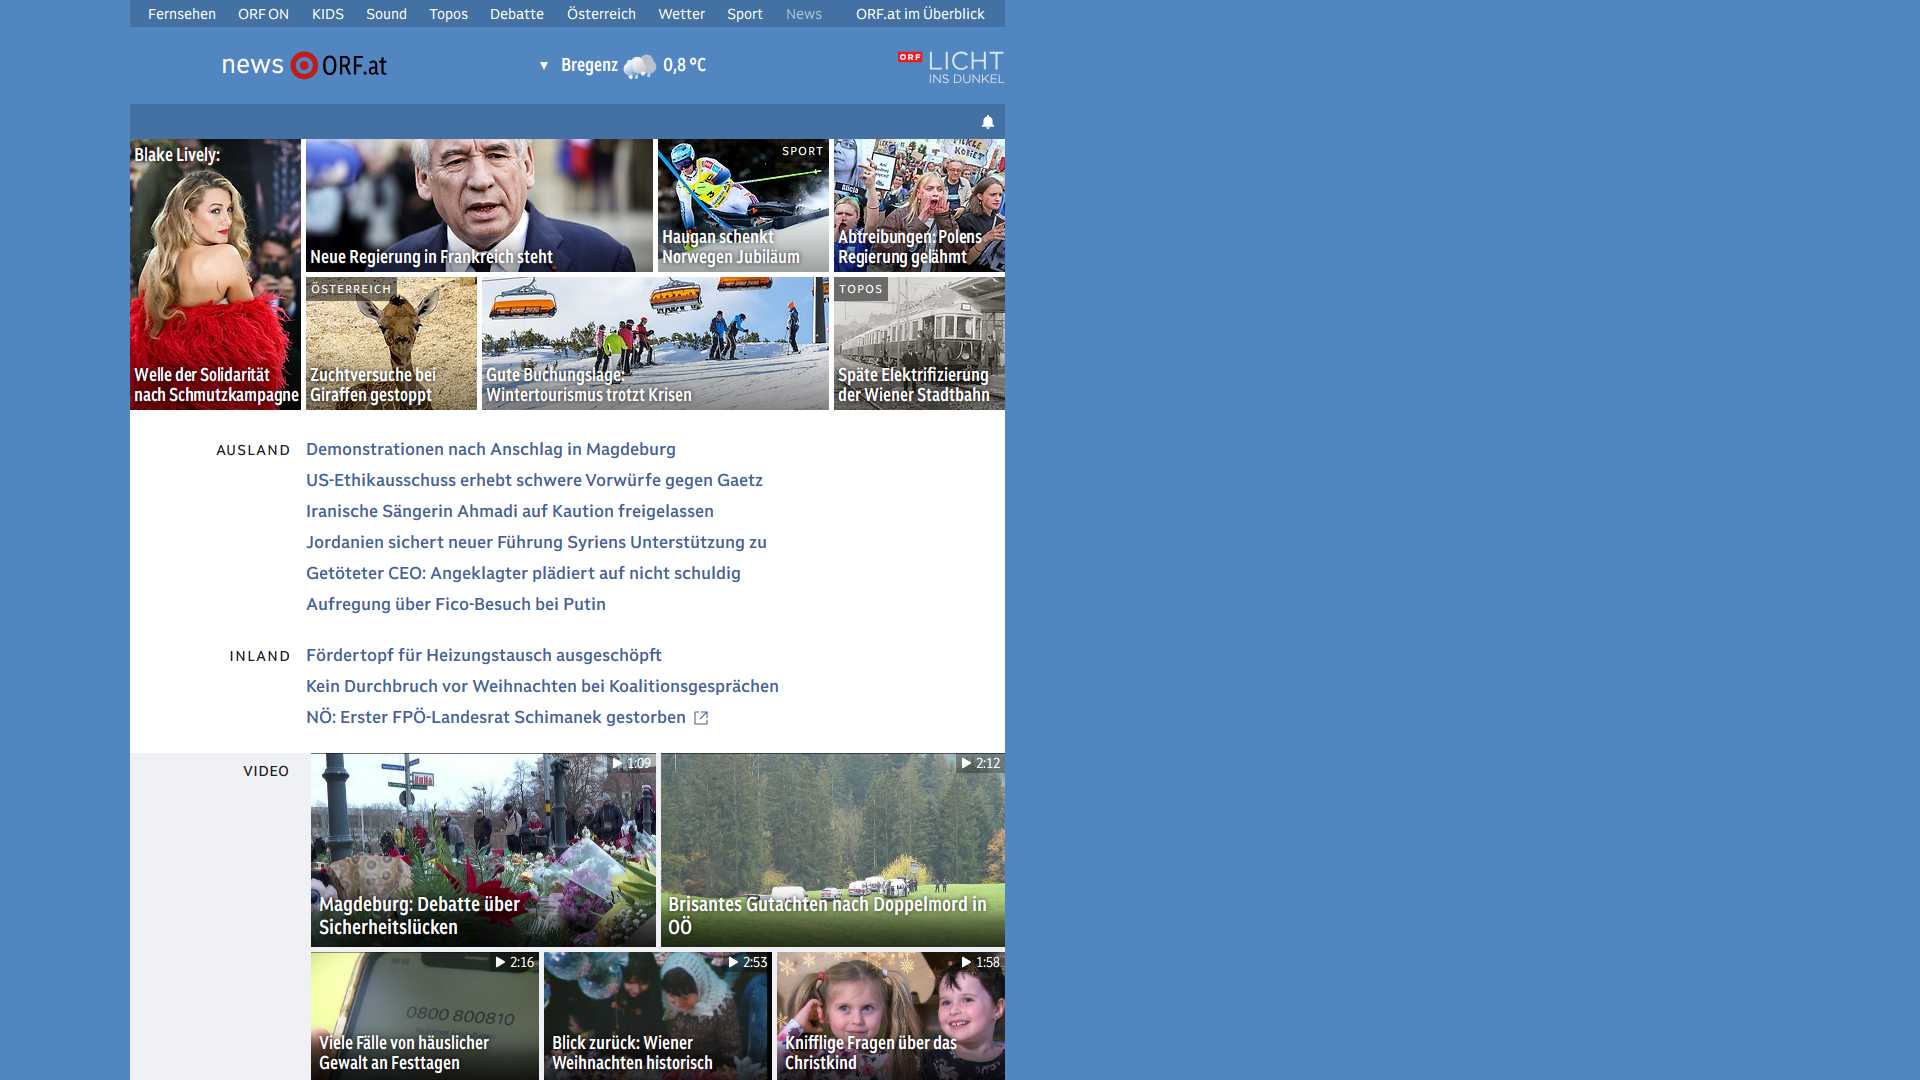 Fernsehen ORF ON KIDS Sound Topos Debatte Österreich Wetter Sport News ORF.at im Überblick
news ORF.at
Bregenz 0,8 °C
ORF LICHT
INS DUNKEL
Blake Lively:
Welle der Solidarität
nach Schmutzkampagne
Neue Regierung in Frankreich steht
SPORT
Haugan schenkt
Norwegen Jubiläum
Abtreibungen: Polens
Regierung gelähmt
ÖSTERREICH
Zuchtversuche bei
Giraffen gestoppt
Gute Buchungslage:
Wintertourismus trotzt Krisen
TOPOS
Späte Elektrifizierung
der Wiener Stadtbahn
AUSLAND
Demonstrationen nach Anschlag in Magdeburg
US-Ethikausschuss erhebt schwere Vorwürfe gegen Gaetz
Iranische Sängerin Ahmadi auf Kaution freigelassen
Jordanien sichert neuer Führung Syriens Unterstützung zu
Getöteter CEO: Angeklagter plädiert auf nicht schuldig
Aufregung über Fico-Besuch bei Putin
INLAND
Fördertopf für Heizungstausch ausgeschöpft
Kein Durchbruch vor Weihnachten bei Koalitionsgesprächen
NÖ: Erster FPÖ-Landesrat Schimanek gestorben
VIDEO
1:09
Magdeburg: Debatte über
Sicherheitslücken
2:12
Brisantes Gutachten nach Doppelmord in
OÖ
2:16
0800 800810
Viele Fälle von häuslicher
Gewalt an Festtagen
2:53
Blick zurück: Wiener
Weihnachten historisch
1:58
Knifflige Fragen über das
Christkind